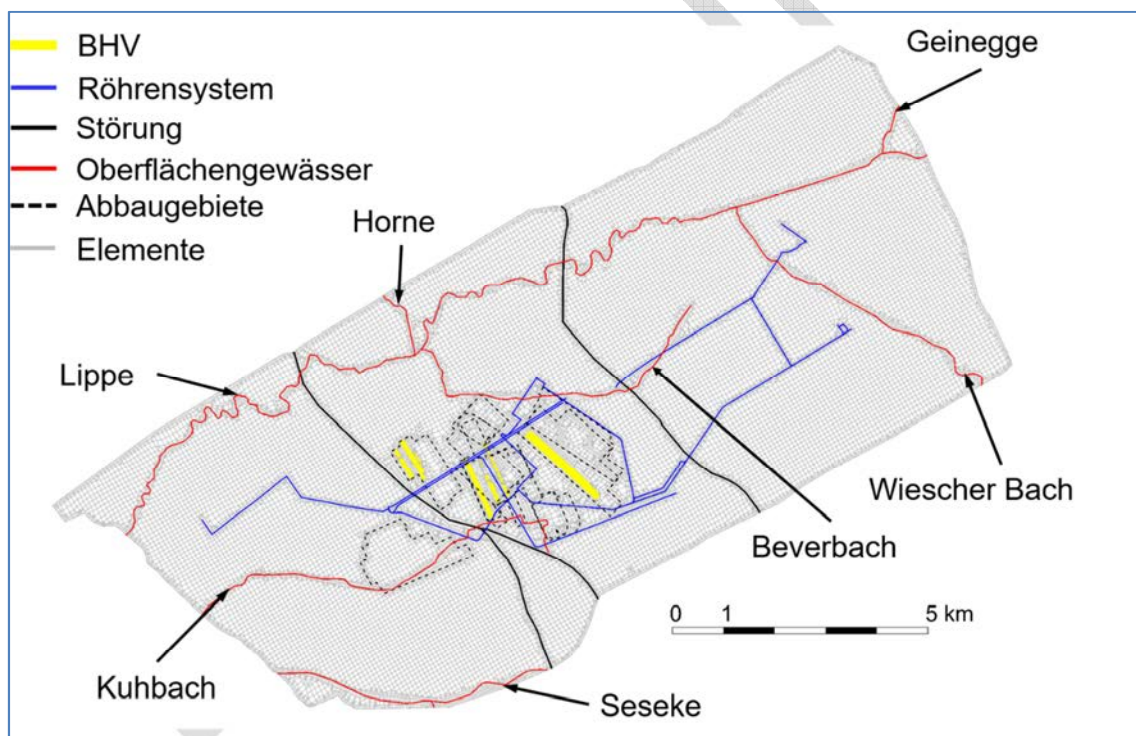 BHV
Röhrensystem
Störung
Oberflächengewässer
Abbaugebiete
Elemente
Geinegge
Horne
Lippe
Wiescher Bach
Beverbach
0 1 5 km
Kuhbach
Seseke